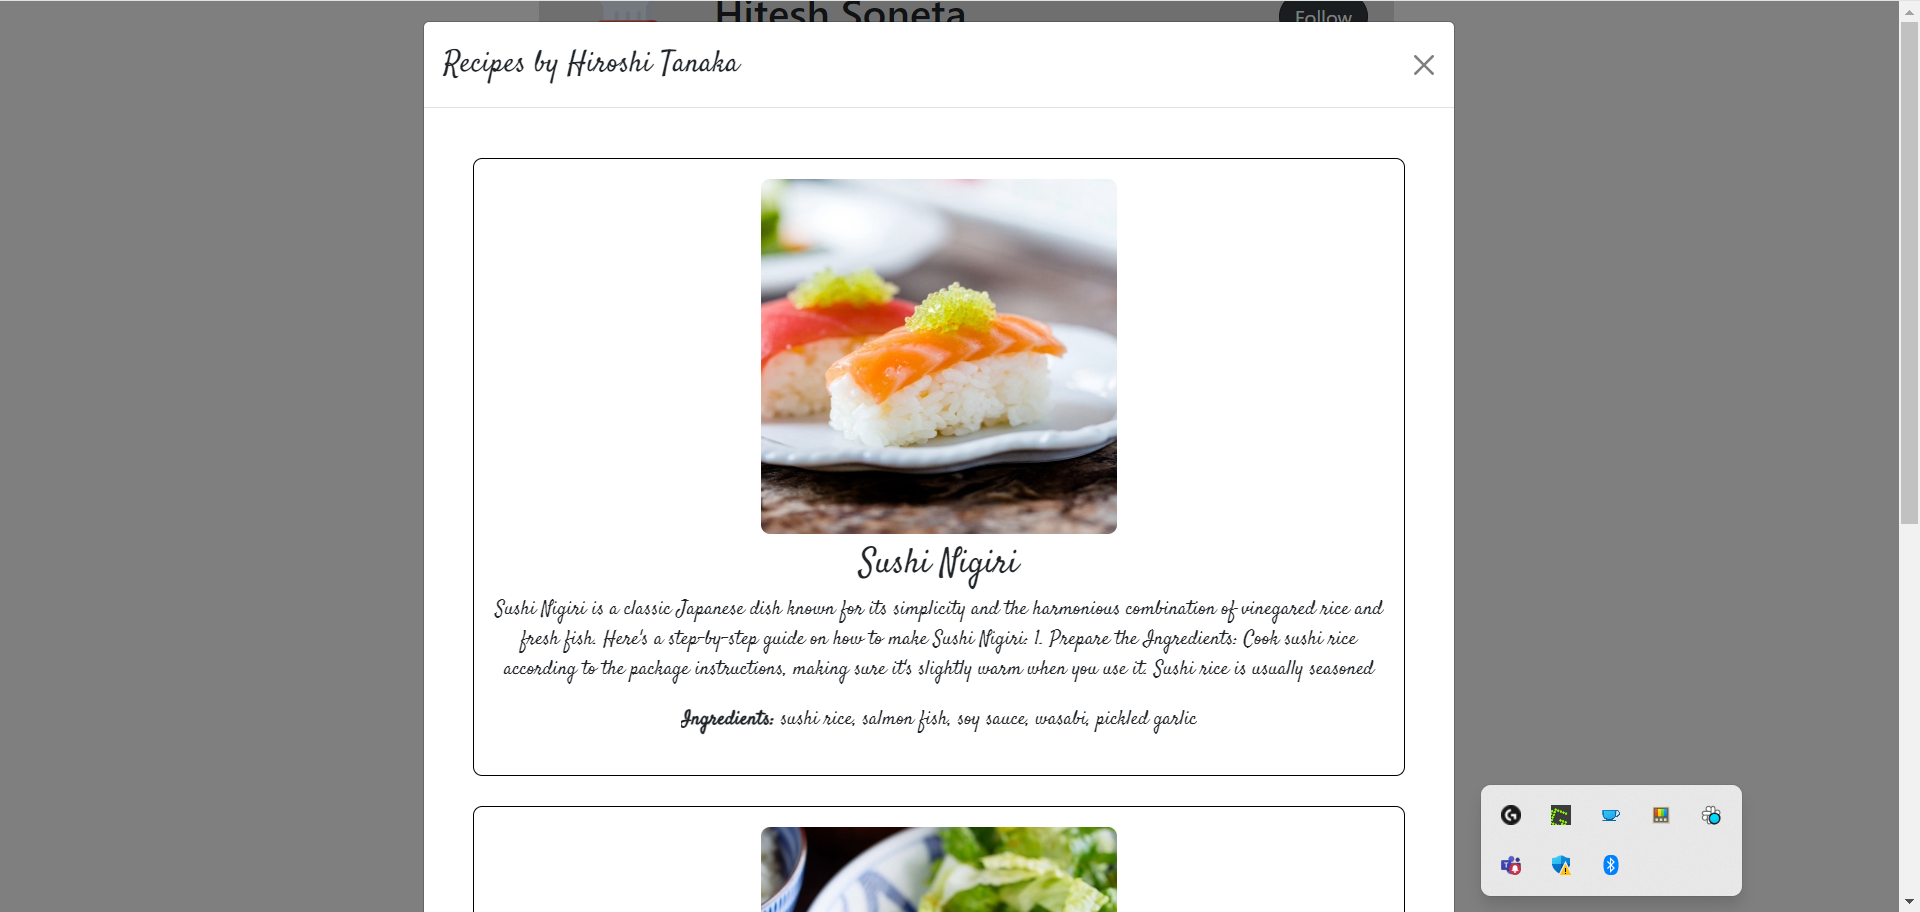 Hitesh Soneta
Follow
Recipes by Hiroshi Tanaka
Sushi Nigiri
Sushi Nigiri is a classic Japanese dish known for its simplicity and the harmonious combination of vinegared rice and
fresh fish. Here's a step-by-step guide on how to make Sushi Nigiri: 1. Prepare the Ingredients: Cook sushi rice
according to the package instructions, making sure it's slightly warm when you use it. Sushi rice is usually seasoned
Ingredients: sushi rice, salmon fish, soy sauce, wasabi, pickled garlic